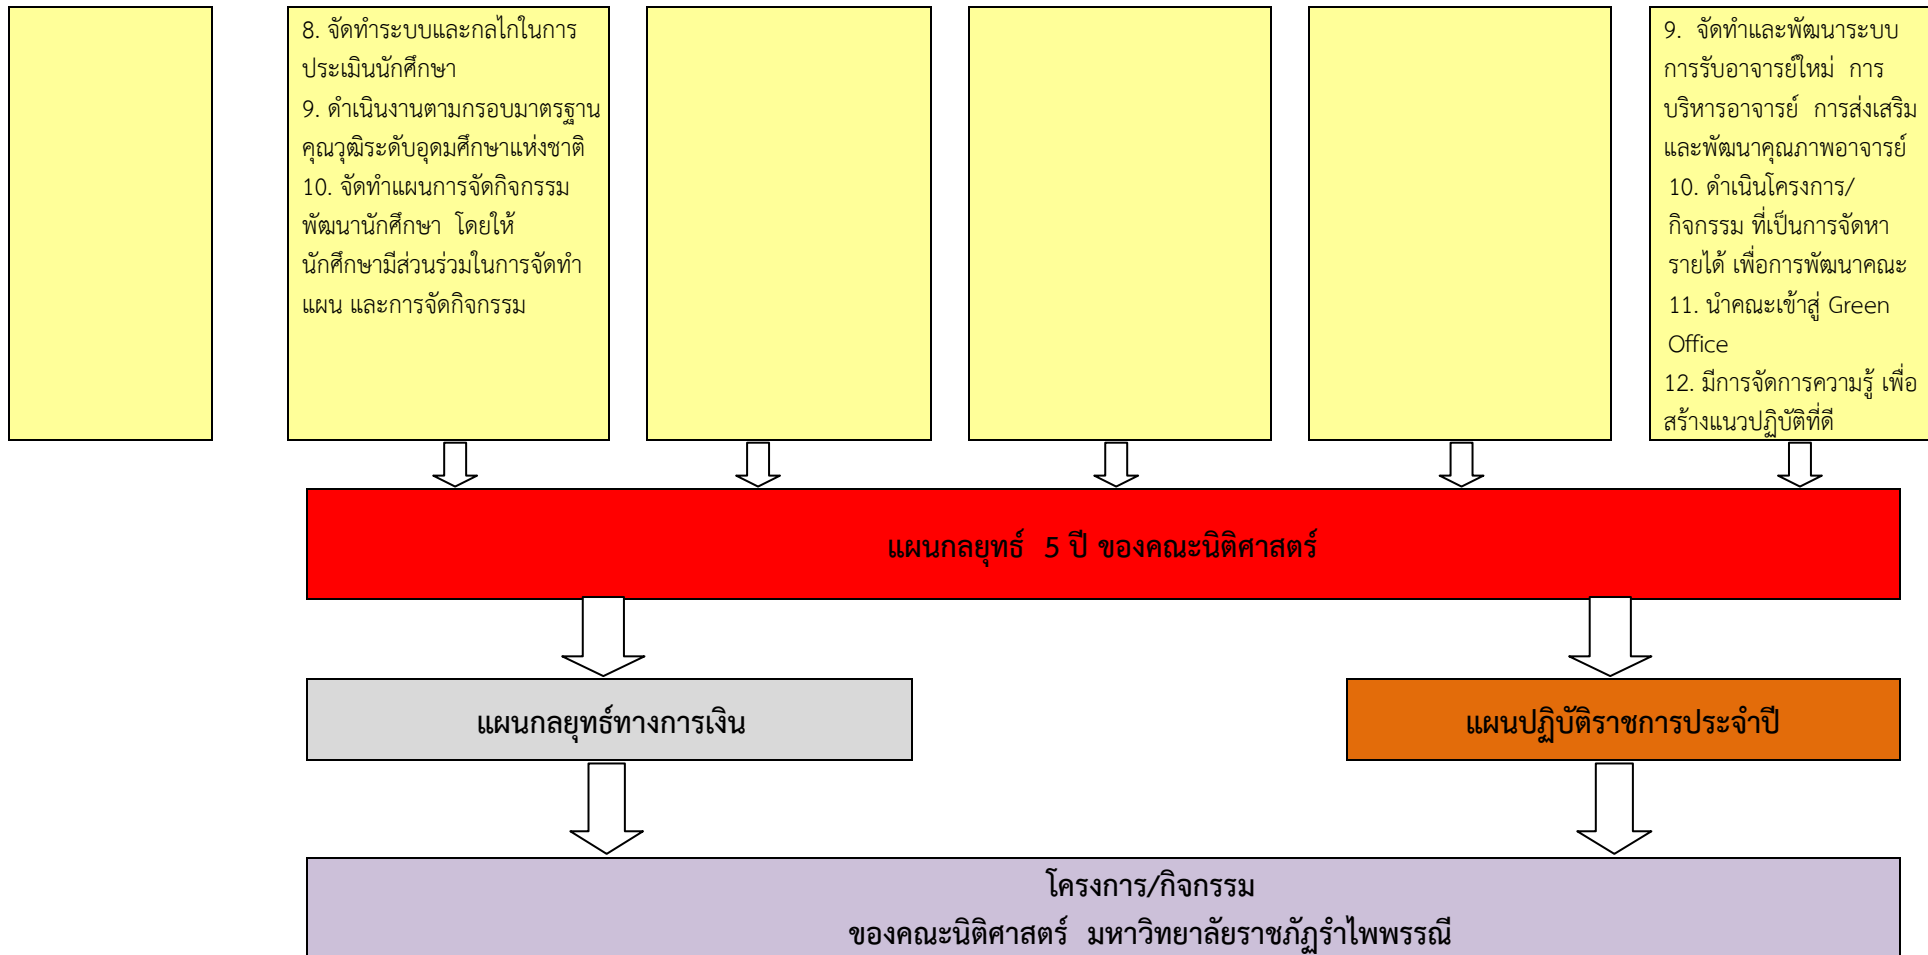 8. จัดทำระบบและกลไกในการ
ประเมินนักศึกษา
9. ดำเนินงานตามกรอบมาตรฐาน
คุณวุฒิระดับอุดมศึกษาแห่งชาติ
10. จัดทำแผนการจัดกิจกรรม
พัฒนานักศึกษา โดยให้
นักศึกษามีส่วนร่วมในการจัดทำ
แผน และการจัดกิจกรรม
9. จัดทำและพัฒนาระบบ
การรับอาจารย์ใหม่ การ
บริหารอาจารย์ การส่งเสริม
และพัฒนาคุณภาพอาจารย์
10. ดำเนินโครงการ/
กิจกรรม ที่เป็นการจัดหา
รายได้ เพื่อการพัฒนาคณะ
11. นำคณะเข้าสู่ Green
Office
12. มีการจัดการความรู้ เพื่อ
สร้างแนวปฏิบัติที่ดี
แผนกลยุทธ์ 5 ปี ของคณะนิติศาสตร์
แผนกลยุทธ์ทางการเงิน
แผนปฏิบัติราชการประจำปี
โครงการ/กิจกรรม
ของคณะนิติศาสตร์ มหาวิทยาลัยราชภัฏรำไพพรรณี